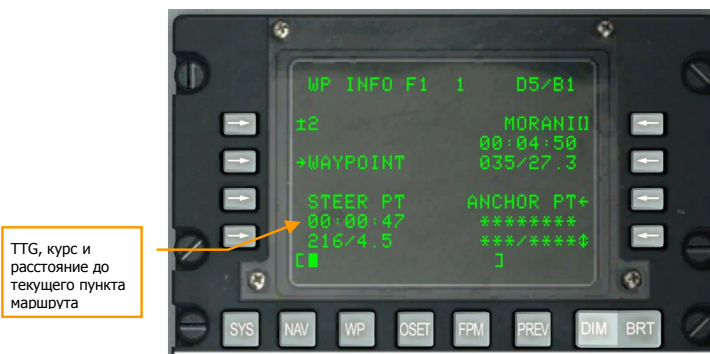 WP INFO F1 1 D5/B1
±2 MORANI[]
00:04:50
→WAYPOINT 035/27.3
STEER PT ANCHOR PT←
00:00:47 ********
216/4.5 ***/****↕
[ ]
TTG, курс и
расстояние до
текущего пункта
маршрута
SYS NAV WP OSET FPM PREV DIM BRT